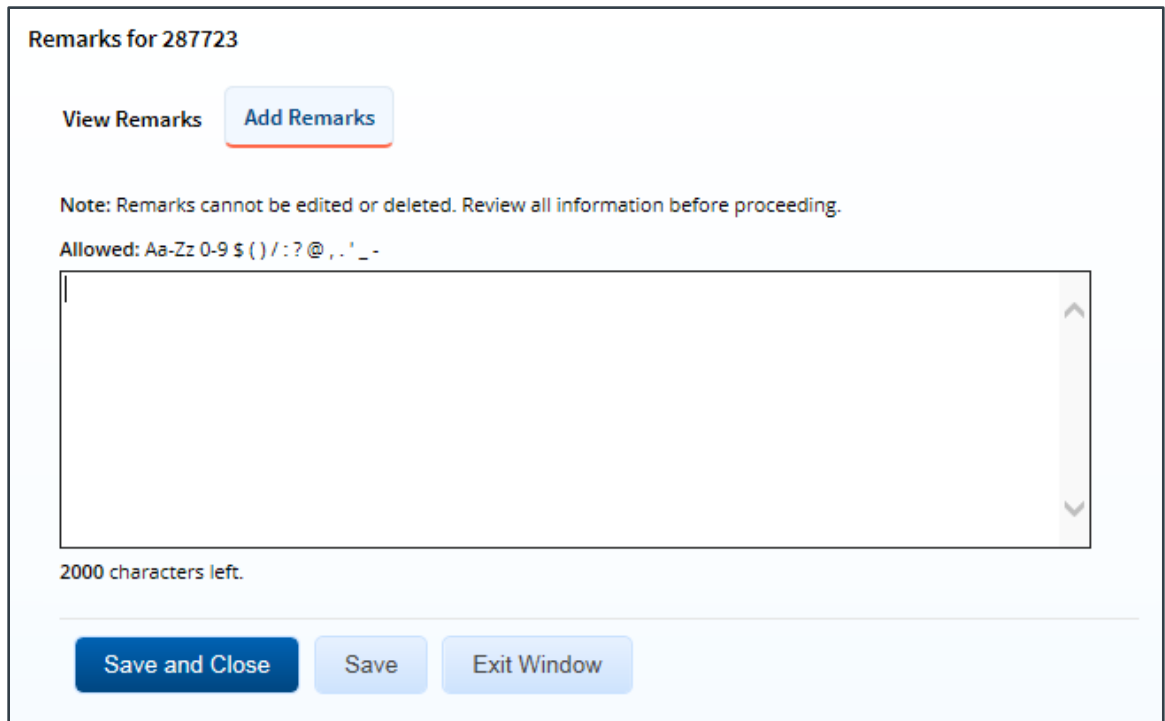 Remarks for 287723
View Remarks
Add Remarks
Note: Remarks cannot be edited or deleted. Review all information before proceeding.
Allowed: Aa-Zz 0-9 $ ( ) / : ? @ , . ' _ -
2000 characters left.
Save and Close
Save
Exit Window